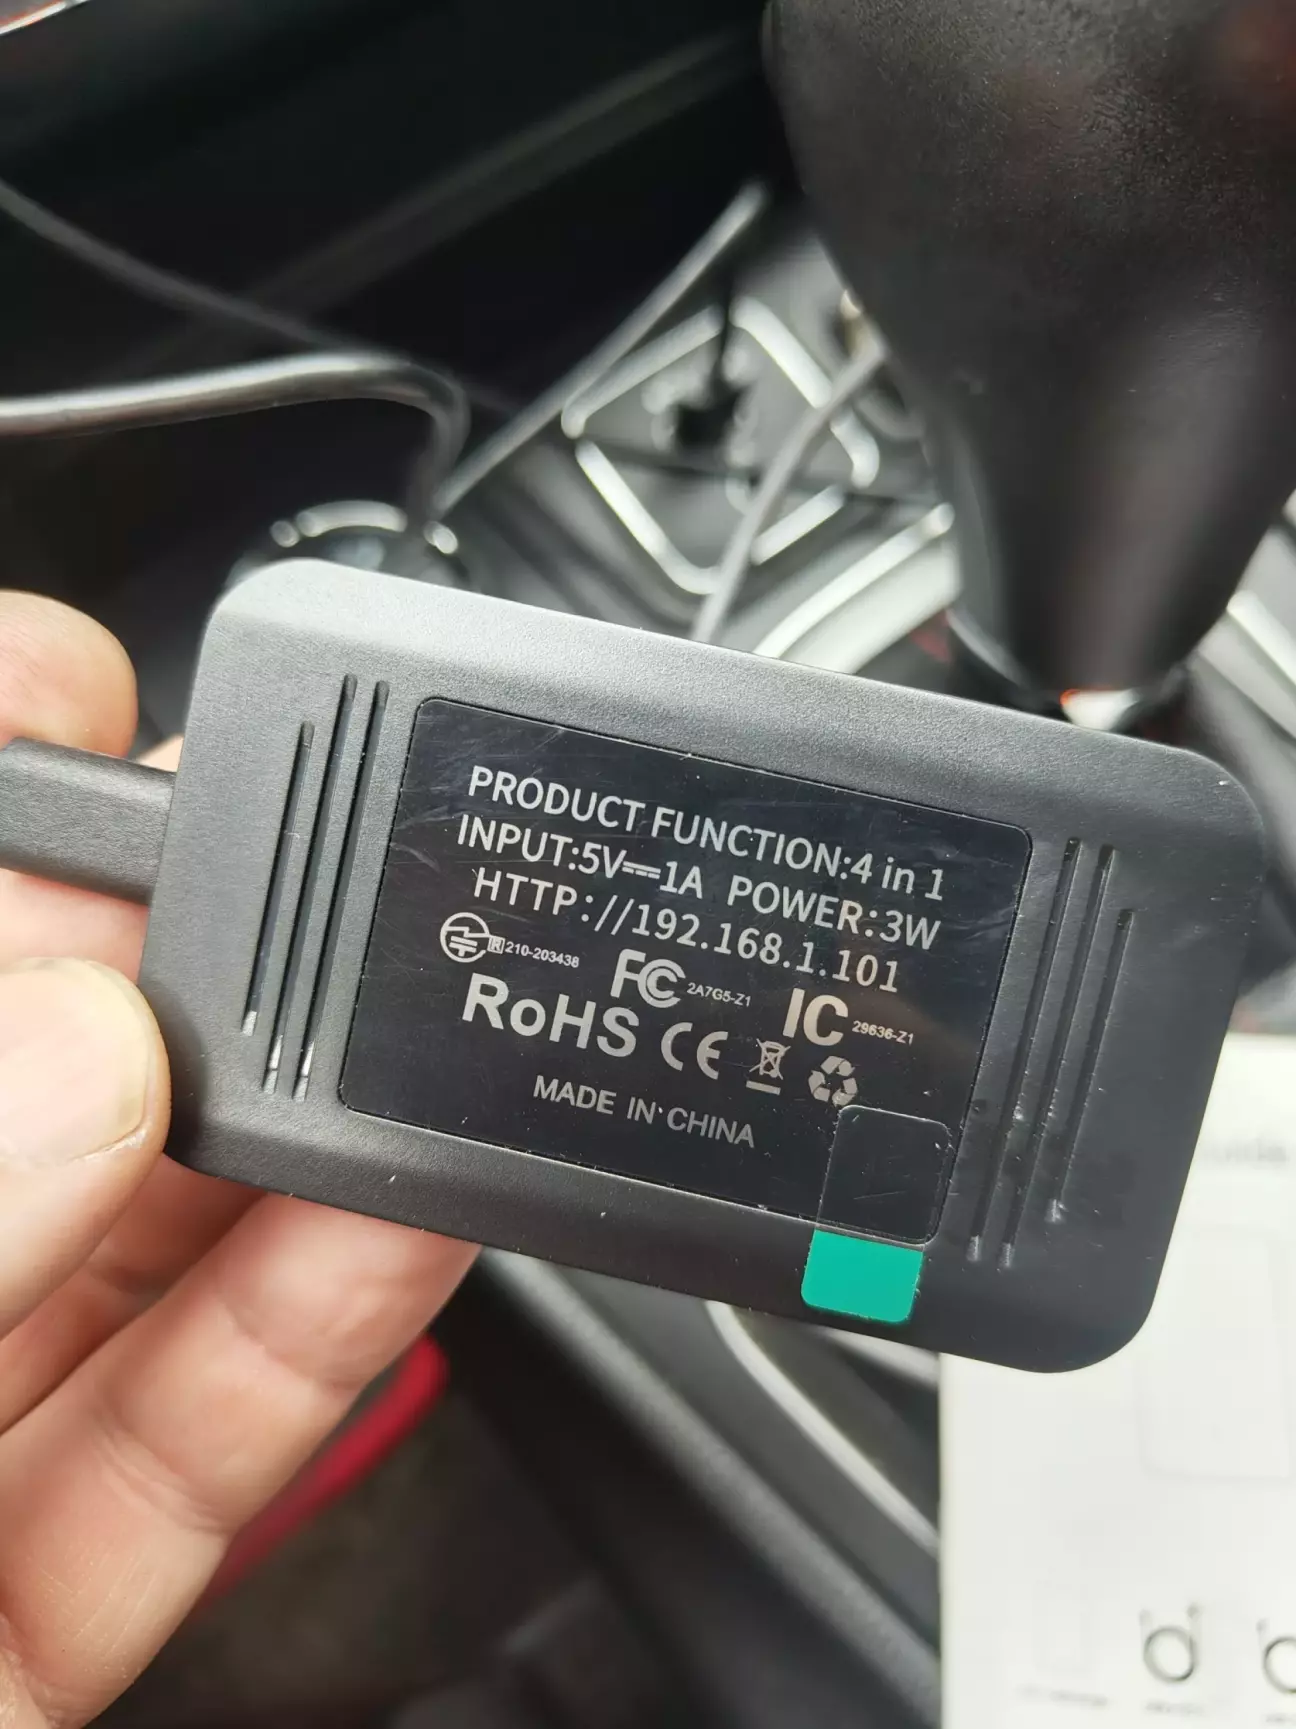 PRODUCT FUNCTION:4 in 1
INPUT:5V⎓1A POWER:3W
HTTP://192.168.1.101
R 210-203438 FC 2A7G5-Z1 IC 29636-Z1
RoHS CE
MADE IN CHINA